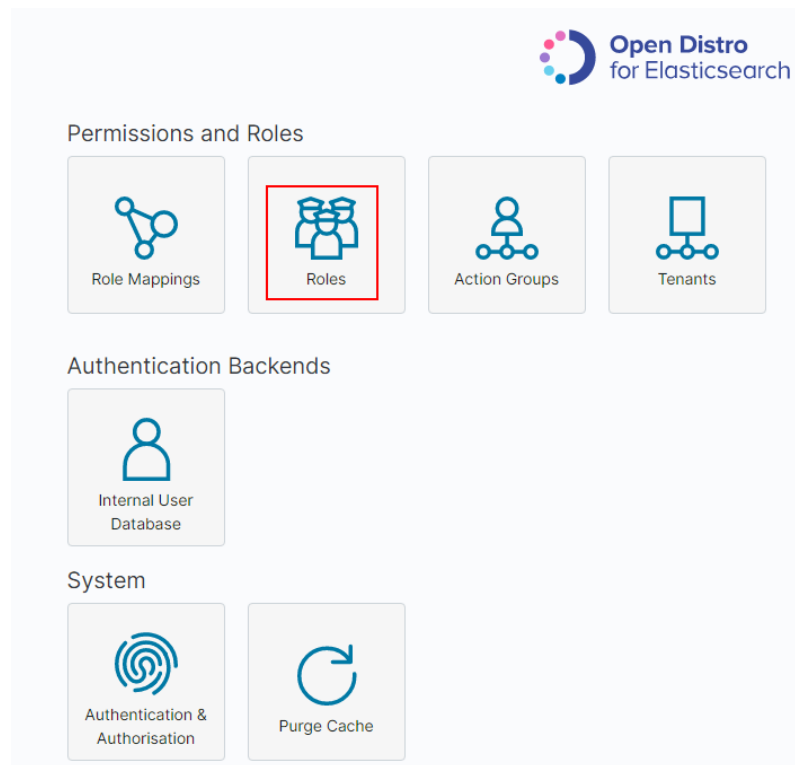 Open Distro
for Elasticsearch
Permissions and Roles
Role Mappings
Roles
Action Groups
Tenants
Authentication Backends
Internal User
Database
System
Authentication &
Authorisation
Purge Cache